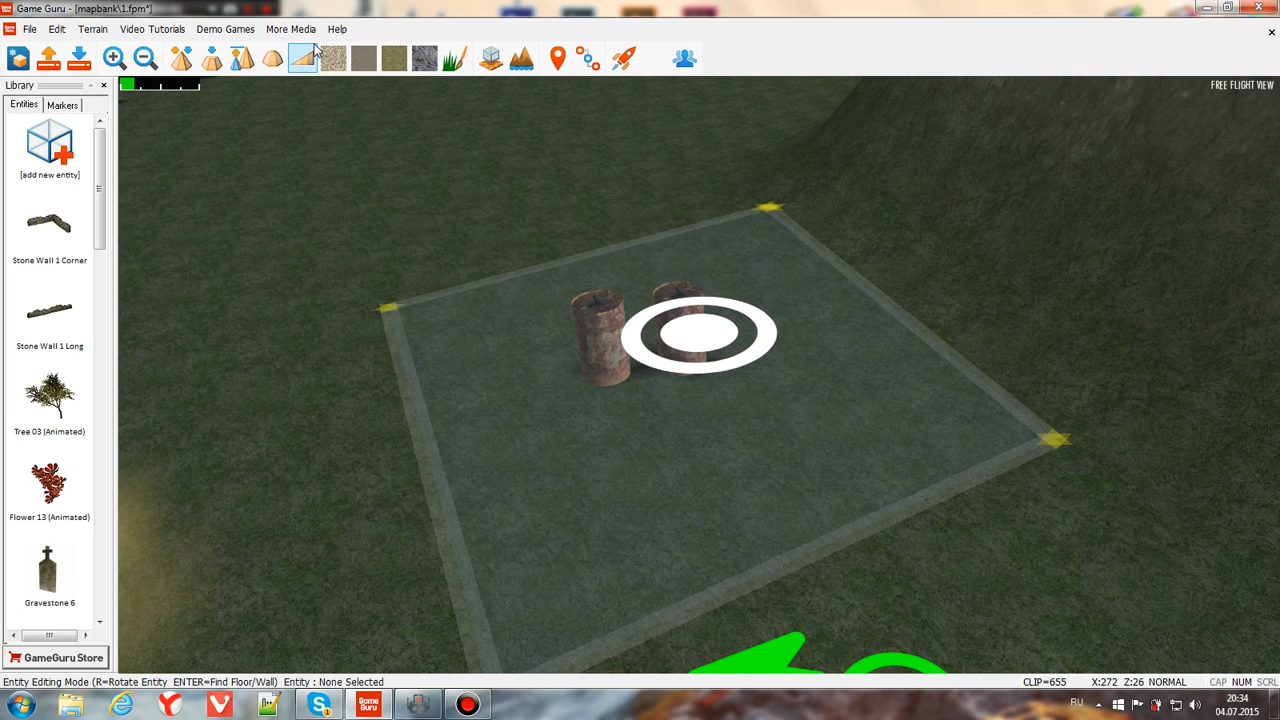 Game Guru - [mapbank\1.fpm*]
File Edit Terrain Video Tutorials Demo Games More Media Help
Library
FREE FLIGHT VIEW
Entities Markers
[add new entity]
Stone Wall 1 Corner
Stone Wall 1 Long
Tree 03 (Animated)
Flower 13 (Animated)
Gravestone 6
GameGuru Store
Entity Editing Mode (R=Rotate Entity ENTER=Find Floor/Wall) Entity : None Selected CLIP=655 X:272 Z:26 NORMAL CAP NUM SCRL
GAME GURU
RU 20:34
04.07.2015